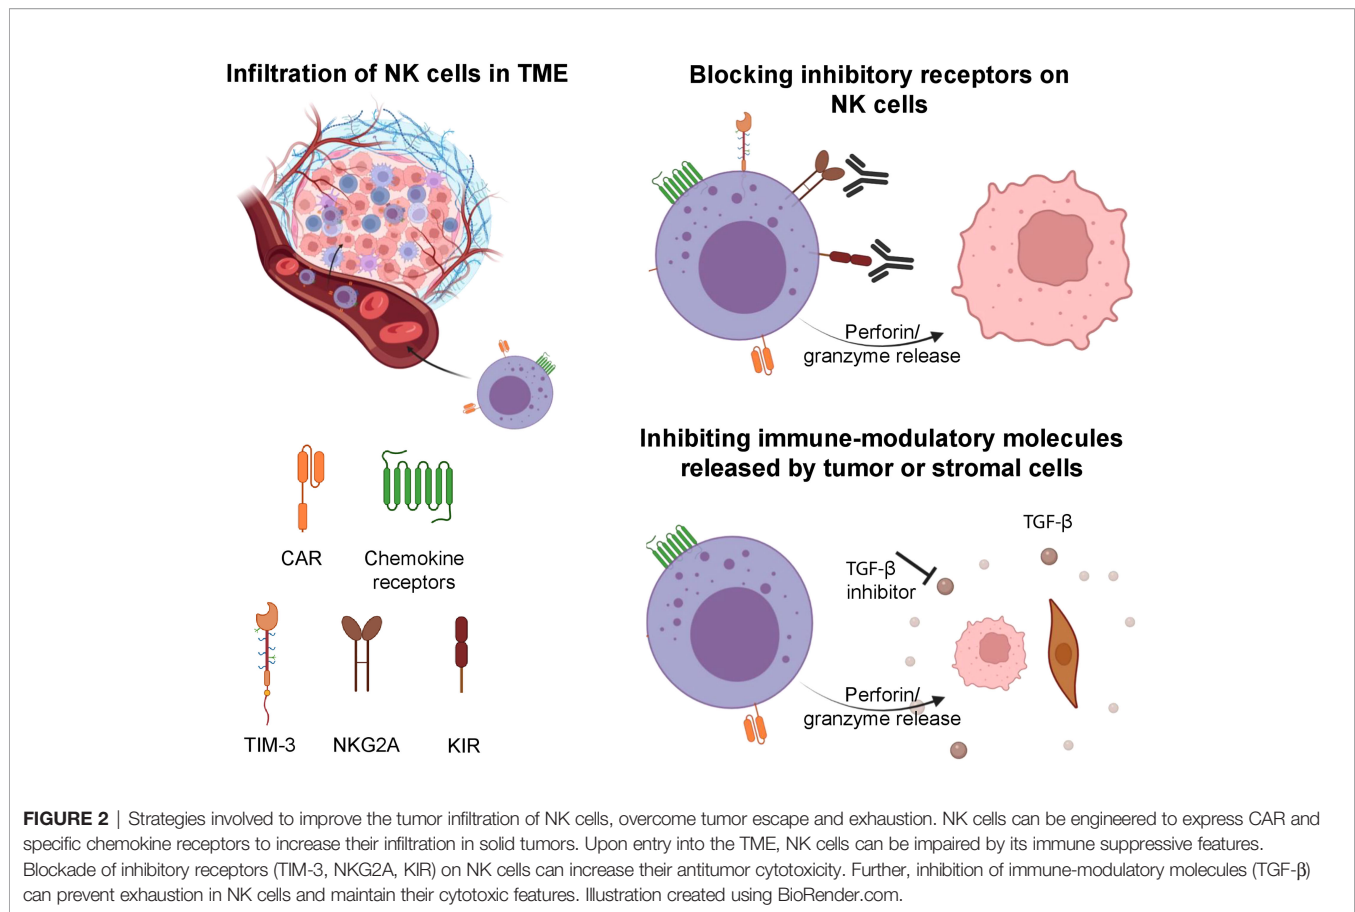 Infiltration of NK cells in TME
Blocking inhibitory receptors on
NK cells
Perforin/
granzyme release
CAR
Chemokine
receptors
TIM-3
NKG2A
KIR
Inhibiting immune-modulatory molecules
released by tumor or stromal cells
TGF-β
TGF-β
inhibitor
Perforin/
granzyme release
FIGURE 2 | Strategies involved to improve the tumor infiltration of NK cells, overcome tumor escape and exhaustion. NK cells can be engineered to express CAR and
specific chemokine receptors to increase their infiltration in solid tumors. Upon entry into the TME, NK cells can be impaired by its immune suppressive features.
Blockade of inhibitory receptors (TIM-3, NKG2A, KIR) on NK cells can increase their antitumor cytotoxicity. Further, inhibition of immune-modulatory molecules (TGF-β)
can prevent exhaustion in NK cells and maintain their cytotoxic features. Illustration created using BioRender.com.